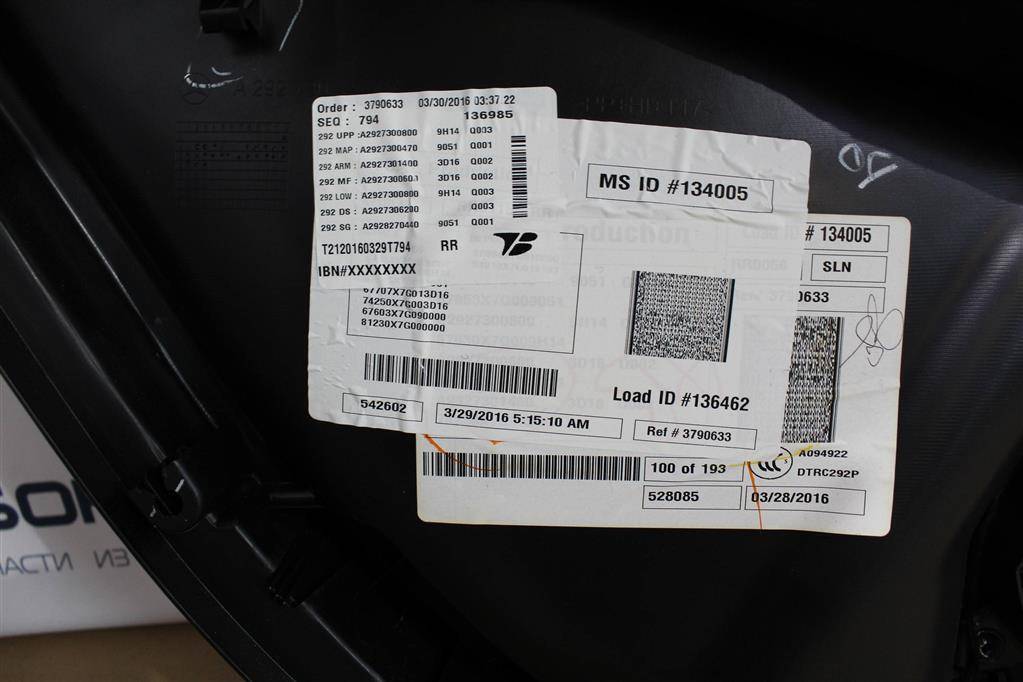 A 292
Order : 3790633 03/30/2016 03:37:22
SEQ : 794 136985
292 UPP : A2927300800 9H14 Q003
292 MAP : A2927300470 9051 Q001
292 ARM : A2927301400 3D16 Q002
292 MF : A2927300600 3D16 Q002
292 LOW : A2927300800 9H14 Q003
292 DS : A2927306200 Q003
292 SG : A2928270440 9051 Q001
T2120160329T794 RR
IBN#XXXXXXXX
67707X7G013D16
74250X7G003D16
67603X7G090000
81230X7G000000
MS ID #134005
# 134005
SLN
0633
Load ID #136462
542602
3/29/2016 5:15:10 AM
Ref # 3790633
100 of 193
A094922
DTRC292P
528085
03/28/2016
АСТИ ИЗ